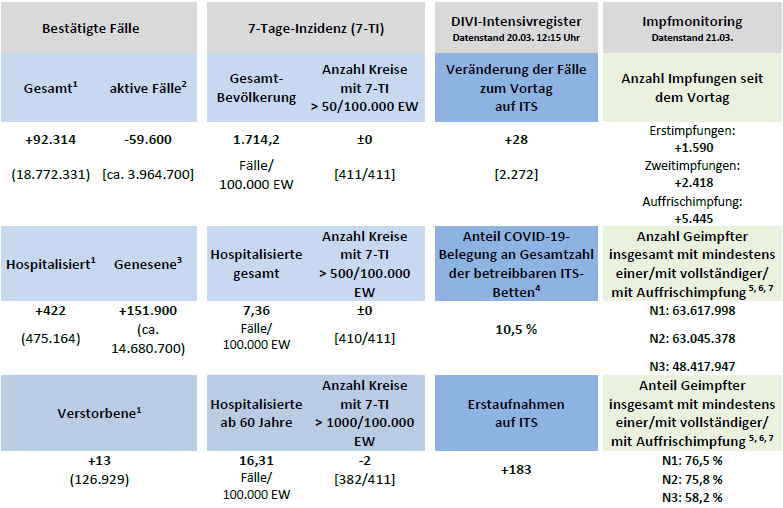 Bestätigte Fälle
7-Tage-Inzidenz (7-TI)
DIVI-Intensivregister
Datenstand 20.03. 12:15 Uhr
Impfmonitoring
Datenstand 21.03.
Gesamt¹
aktive Fälle²
Gesamt-
Bevölkerung
Anzahl Kreise
mit 7-TI
> 50/100.000 EW
Veränderung der Fälle
zum Vortag
auf ITS
Anzahl Impfungen seit
dem Vortag
+92.314
-59.600
1.714,2
±0
+28
Erstimpfungen:
+1.590
(18.772.331)
[ca. 3.964.700]
Fälle/
100.000 EW
[411/411]
[2.272]
Zweitimpfungen:
+2.418
Auffrischimpfung:
+5.445
Hospitalisiert¹
Genesene³
Hospitalisierte
gesamt
Anzahl Kreise
mit 7-TI
> 500/100.000
EW
Anteil COVID-19-
Belegung an Gesamtzahl
der betreibbaren ITS-
Betten⁴
Anzahl Geimpfter
insgesamt mit mindestens
einer/mit vollständiger/
mit Auffrischimpfung ⁵, ⁶, ⁷
+422
+151.900
7,36
±0
10,5 %
N1: 63.617.998
(475.164)
(ca.
14.680.700)
Fälle/
100.000 EW
[410/411]
N2: 63.045.378
N3: 48.417.947
Verstorbene¹
Hospitalisierte
ab 60 Jahre
Anzahl Kreise
mit 7-TI
> 1000/100.000
EW
Erstaufnahmen
auf ITS
Anteil Geimpfter
insgesamt mit mindestens
einer/mit vollständiger/
mit Auffrischimpfung ⁵, ⁶, ⁷
+13
(126.929)
16,31
Fälle/
100.000 EW
-2
[382/411]
+183
N1: 76,5 %
N2: 75,8 %
N3: 58,2 %